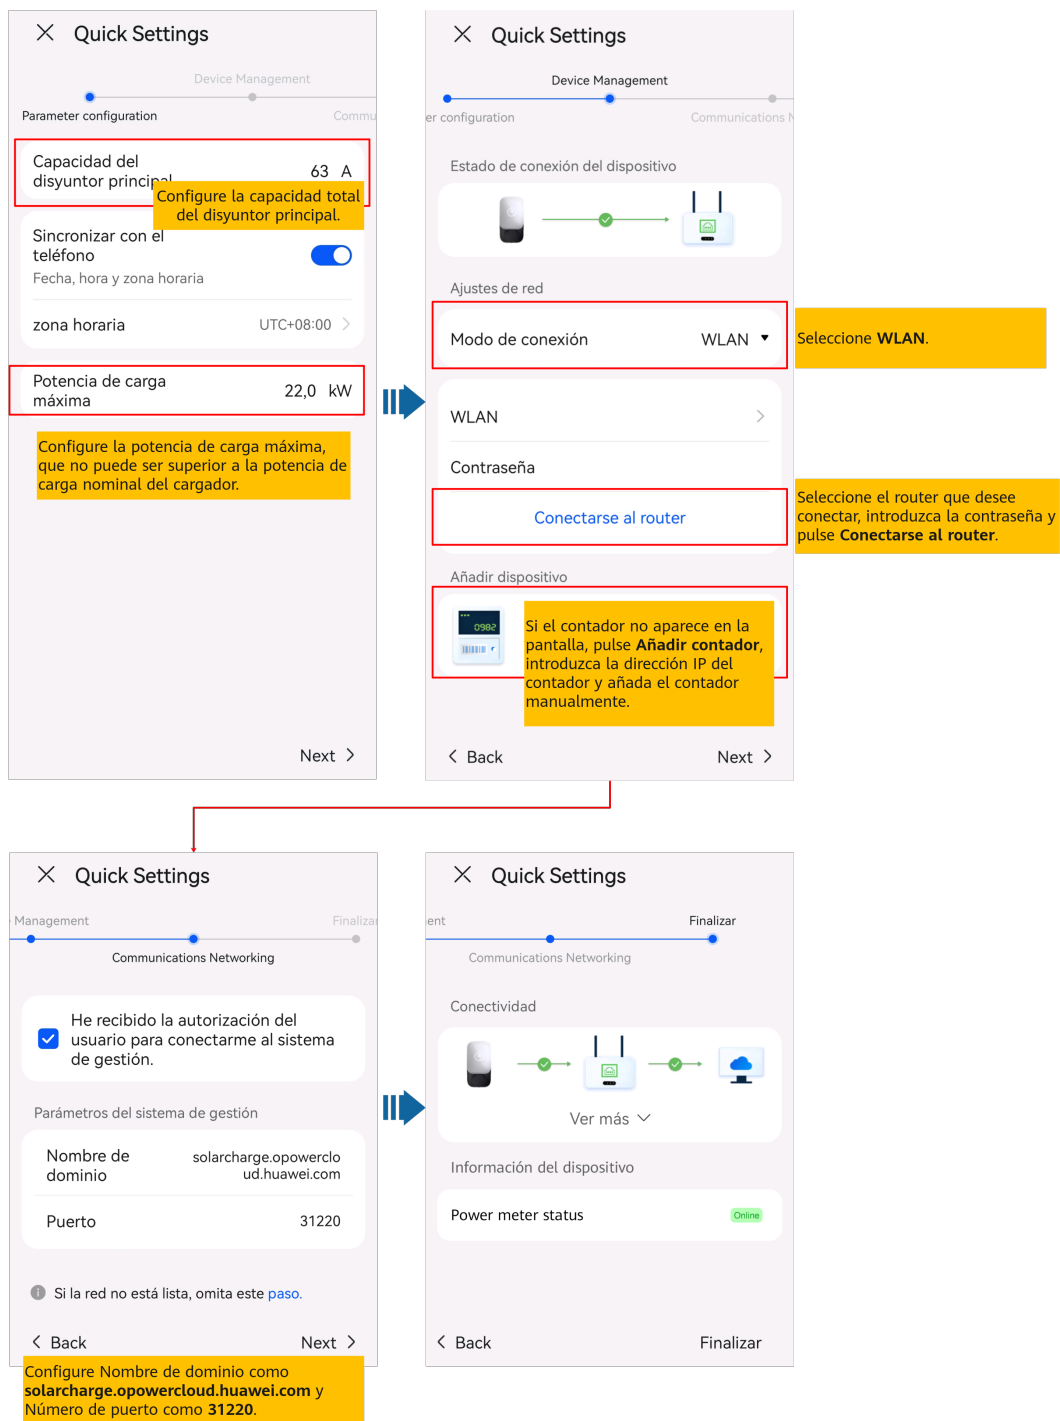 Quick Settings
Device Management
Parameter configuration
Commu
Capacidad del
disyuntor principal
63 A
Configure la capacidad total
del disyuntor principal.
Sincronizar con el
teléfono
Fecha, hora y zona horaria
zona horaria
UTC+08:00
Potencia de carga
máxima
22,0 kW
Configure la potencia de carga máxima,
que no puede ser superior a la potencia de
carga nominal del cargador.
Next
Quick Settings
Device Management
er configuration
Communications N
Estado de conexión del dispositivo
Ajustes de red
Modo de conexión
WLAN
Seleccione WLAN.
WLAN
Contraseña
Conectarse al router
Seleccione el router que desee
conectar, introduzca la contraseña y
pulse Conectarse al router.
Añadir dispositivo
0982
Si el contador no aparece en la
pantalla, pulse Añadir contador,
introduzca la dirección IP del
contador y añada el contador
manualmente.
Back
Next
Quick Settings
Management
Finalizar
Communications Networking
He recibido la autorización del
usuario para conectarme al sistema
de gestión.
Parámetros del sistema de gestión
Nombre de
dominio
solarcharge.opowerclo
ud.huawei.com
Puerto
31220
Si la red no está lista, omita este paso.
Back
Next
Configure Nombre de dominio como
solarcharge.opowercloud.huawei.com y
Número de puerto como 31220.
Quick Settings
ent
Finalizar
Communications Networking
Conectividad
Ver más
Información del dispositivo
Power meter status
Online
Back
Finalizar